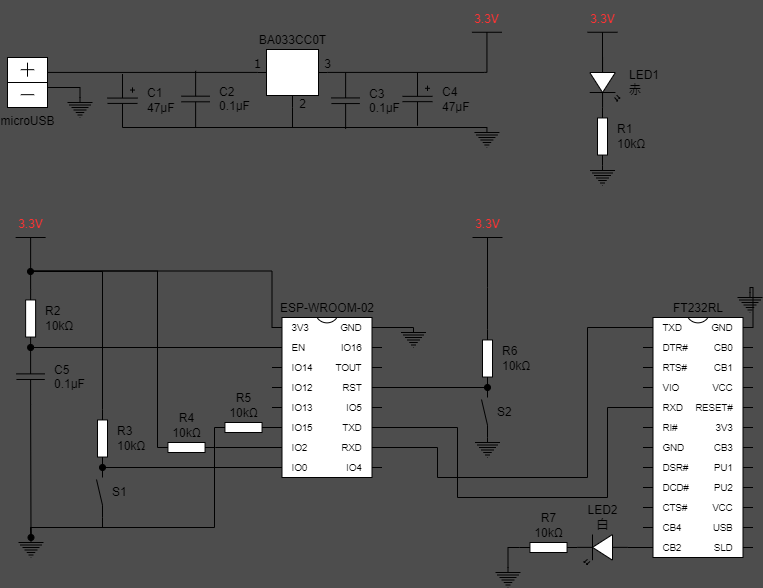 3.3V
3.3V
BA033CC0T
1
3
2
+
−
microUSB
C1
47μF
C2
0.1μF
C3
0.1μF
C4
47μF
LED1
赤
R1
10kΩ
3.3V
3.3V
R2
10kΩ
C5
0.1μF
R3
10kΩ
S1
R4
10kΩ
R5
10kΩ
ESP-WROOM-02
3V3 GND
EN IO16
IO14 TOUT
IO12 RST
IO13 IO5
IO15 TXD
IO2 RXD
IO0 IO4
R6
10kΩ
S2
FT232RL
TXD GND
DTR# CB0
RTS# CB1
VIO VCC
RXD RESET#
RI# 3V3
GND CB3
DSR# PU1
DCD# PU2
CTS# VCC
CB4 USB
CB2 SLD
LED2
白
R7
10kΩ